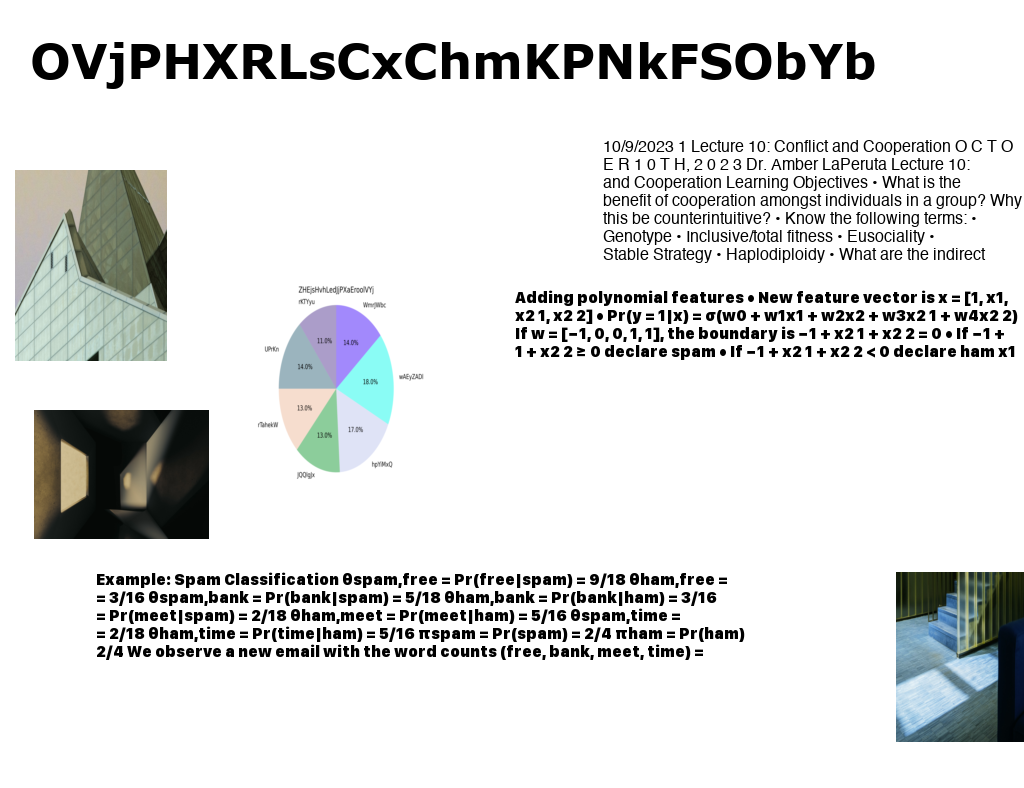 OVjPHXRLsCxChmKPNkFSObYb
10/9/2023 1 Lecture 10: Conflict and Cooperation O C T O
E R 1 0 T H, 2 0 2 3 Dr. Amber LaPeruta Lecture 10:
and Cooperation Learning Objectives • What is the
benefit of cooperation amongst individuals in a group? Why
this be counterintuitive? • Know the following terms: •
Genotype • Inclusive/total fitness • Eusociality •
Stable Strategy • Haplodiploidy • What are the indirect
ZHEjsHvhLedJjPXaEroolVYj
rKTYyu
WmrJWbc
11.0%
14.0%
UPrKn
14.0%
18.0%
wAEyZADl
13.0%
17.0%
rTahekW
13.0%
hpYiMxQ
JQOigJx
Adding polynomial features • New feature vector is x = [1, x1,
x2 1, x2 2] • Pr(y = 1|x) = σ(w0 + w1x1 + w2x2 + w3x2 1 + w4x2 2)
If w = [−1, 0, 0, 1, 1], the boundary is −1 + x2 1 + x2 2 = 0 • If −1 +
1 + x2 2 ≥ 0 declare spam • If −1 + x2 1 + x2 2 < 0 declare ham x1
Example: Spam Classification θspam,free = Pr(free|spam) = 9/18 θham,free =
= 3/16 θspam,bank = Pr(bank|spam) = 5/18 θham,bank = Pr(bank|ham) = 3/16
= Pr(meet|spam) = 2/18 θham,meet = Pr(meet|ham) = 5/16 θspam,time =
= 2/18 θham,time = Pr(time|ham) = 5/16 πspam = Pr(spam) = 2/4 πham = Pr(ham)
2/4 We observe a new email with the word counts (free, bank, meet, time) =